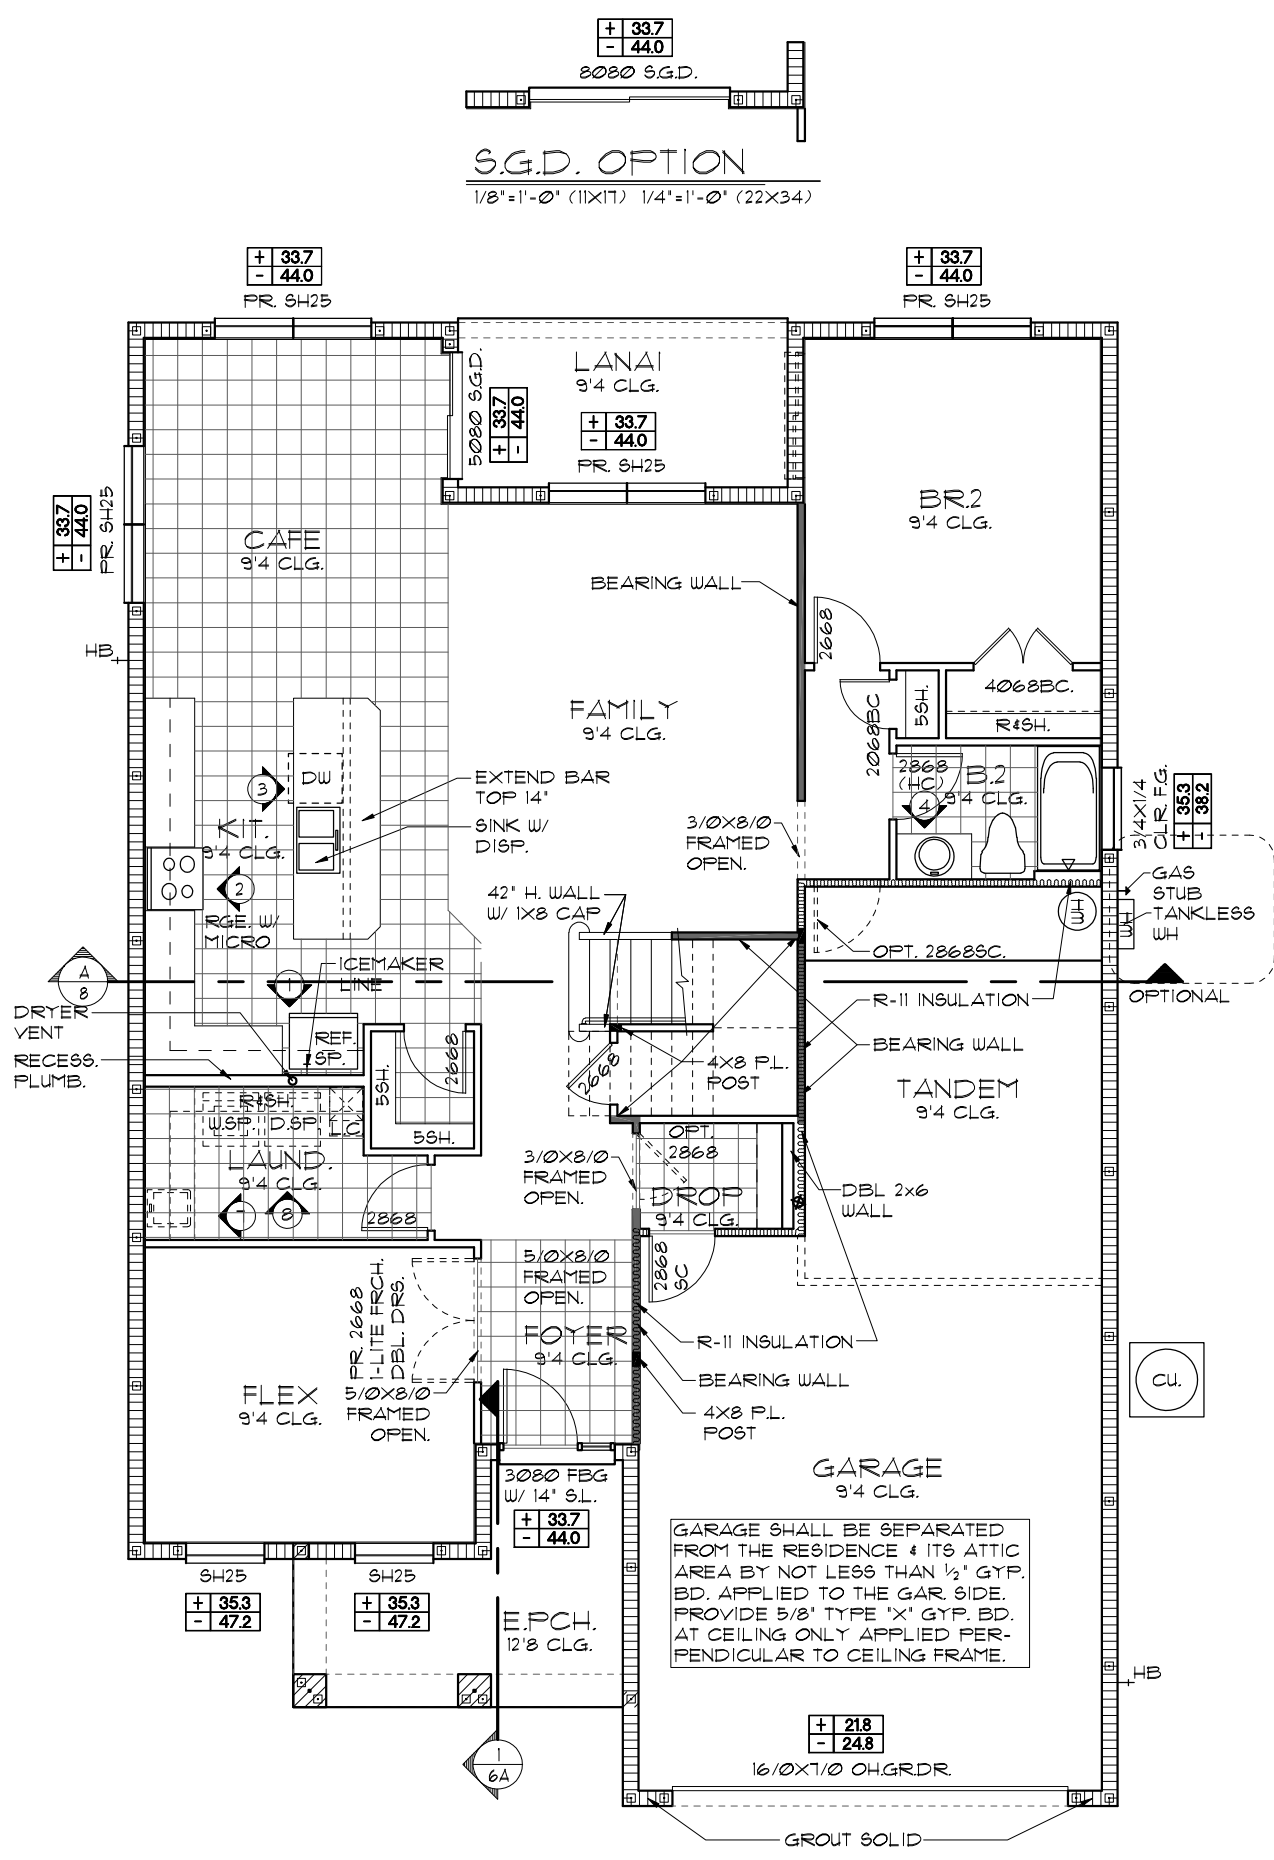 + 33.7
- 44.0
8080 S.G.D.
S.G.D. OPTION
1/8"=1'-0" (11X17) 1/4"=1'-0" (22X34)
+ 33.7
- 44.0
PR. SH25
+ 33.7
- 44.0
PR. SH25
LANAI
9'4 CLG.
5080 S.G.D.
+ 33.7
- 44.0
+ 33.7
- 44.0
PR. SH25
BR.2
9'4 CLG.
+ 33.7
- 44.0
PR. SH25
CAFE
9'4 CLG.
BEARING WALL
2668
HB
FAMILY
9'4 CLG.
2068BC
5SH.
4068BC.
R&SH.
DW
3
EXTEND BAR
TOP 14"
SINK W/
DISP.
KIT.
9'4 CLG.
2
RGE. W/
MICRO
3/0X8/0
FRAMED
OPEN.
2868
(HC)
B.2
9'4 CLG.
4
3/4X1/4
CLR. F.G.
+ 35.3
- 38.2
42" H. WALL
W/ 1X8 CAP
WH
WH
GAS
STUB
TANKLESS
WH
OPT. 2868SC.
A
8
1
ICEMAKER
LINE
R-11 INSULATION
OPTIONAL
DRYER
VENT
RECESS.
PLUMB.
REF.
SP.
2668
5SH.
5SH.
2668
4X8 P.L.
POST
BEARING WALL
TANDEM
9'4 CLG.
R&SH.
W.SP.
D.SP
L.C.
LAUND.
9'4 CLG.
7
8
2868
OPT.
2868
3/0X8/0
FRAMED
OPEN.
DROP
9'4 CLG.
DBL 2x6
WALL
2868
SC
5/0X8/0
FRAMED
OPEN.
PR. 2668
1-LITE FRCH.
DBL. DRS.
FOYER
9'4 CLG.
R-11 INSULATION
BEARING WALL
4X8 P.L.
POST
FLEX
9'4 CLG.
5/0X8/0
FRAMED
OPEN.
CU.
3080 FBG
W/ 14" S.L.
+ 33.7
- 44.0
GARAGE
9'4 CLG.
GARAGE SHALL BE SEPARATED
FROM THE RESIDENCE & ITS ATTIC
AREA BY NOT LESS THAN ½" GYP.
BD. APPLIED TO THE GAR. SIDE.
PROVIDE 5/8" TYPE "X" GYP. BD.
AT CEILING ONLY APPLIED PER-
PENDICULAR TO CEILING FRAME.
SH25
+ 35.3
- 47.2
SH25
+ 35.3
- 47.2
E.PCH.
12'8 CLG.
HB
1
6A
+ 21.8
- 24.8
16/0X7/0 OH.GR.DR.
GROUT SOLID